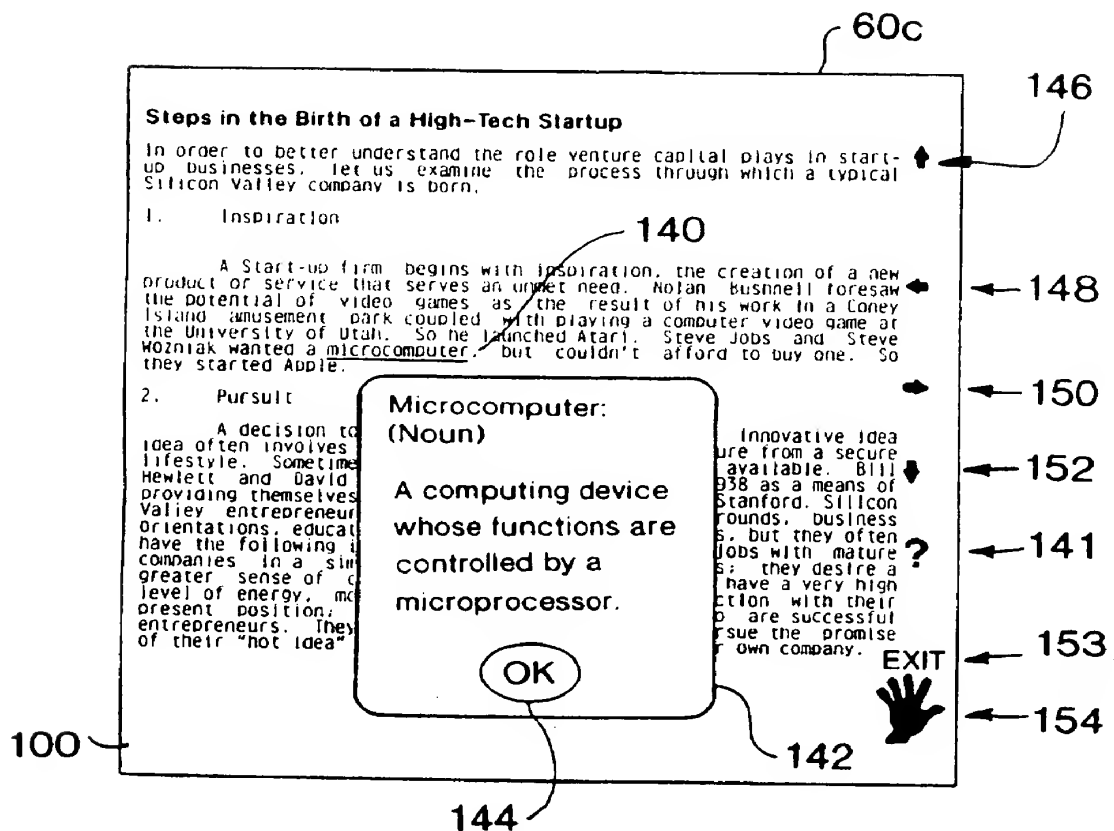 60c
146
Steps in the Birth of a High-Tech Startup
In order to better understand the role venture capital plays in start-
up businesses, let us examine the process through which a typical
Silicon Valley company is born.
1. Inspiration
140
A Start-up firm begins with inspiration, the creation of a new
product or service that serves an unmet need. Nolan Bushnell foresaw
148
the potential of video games as the result of his work in a Coney
Island amusement park coupled with playing a computer video game at
the University of Utah. So he launched Atari. Steve Jobs and Steve
Wozniak wanted a microcomputer, but couldn't afford to buy one. So
they started Apple.
150
2. Pursuit
Microcomputer:
(Noun)
A computing device
whose functions are
controlled by a
microprocessor.
OK
A decision to innovative idea
idea often involves ure from a secure
lifestyle. Sometime available. Bill
152
Hewlett and David 938 as a means of
providing themselves Stanford. Silicon
Valley entrepreneur rounds, business
orientations, educat s, but they often
have the following i jobs with mature
? 141
companies in a sim s; they desire a
greater sense of c have a very high
level of energy, mo ction with their
present position; o are successful
entrepreneurs. They rsue the promise
of their "hot idea" r own company.
EXIT 153
154
100
142
144